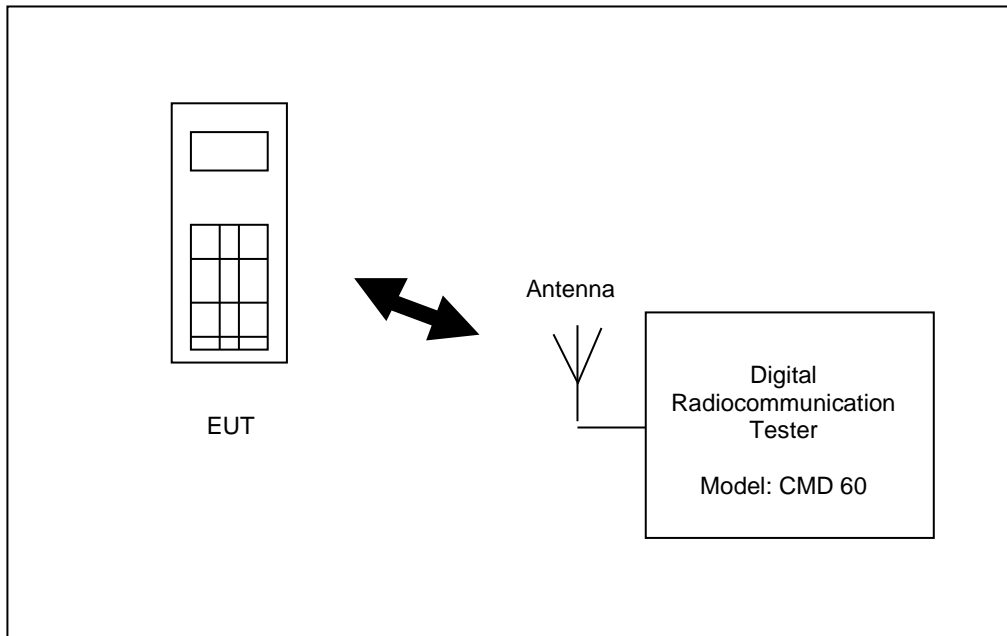 Antenna
EUT
Digital
Radiocommunication
Tester
Model: CMD 60